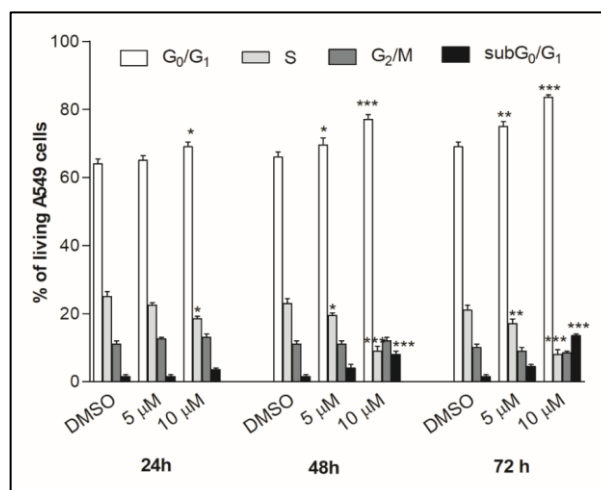 G₀/G₁ S G₂/M subG₀/G₁
% of living A549 cells
100
80
60
40
20
0
* * *** ** ***
* * *** *** ** *** ***
DMSO 5 µM 10 µM DMSO 5 µM 10 µM DMSO 5 µM 10 µM
24h 48h 72 h